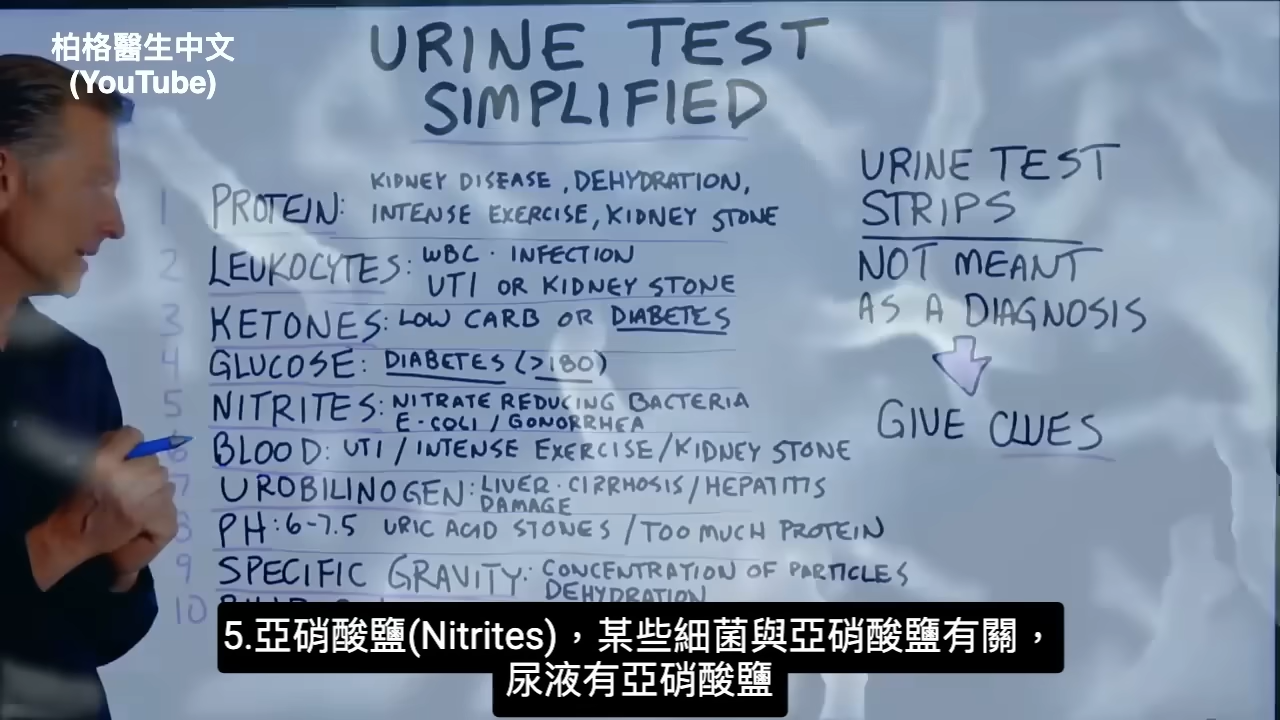 柏格醫生中文
(YouTube)
URINE TEST
SIMPLIFIED
1 PROTEIN: KIDNEY DISEASE, DEHYDRATION,
INTENSE EXERCISE, KIDNEY STONE
2 LEUKOCYTES: WBC · INFECTION
UTI OR KIDNEY STONE
3 KETONES: LOW CARB OR DIABETES
4 GLUCOSE: DIABETES (>180)
5 NITRITES: NITRATE REDUCING BACTERIA
E-COLI / GONORRHEA
6 BLOOD: UTI / INTENSE EXERCISE/KIDNEY STONE
7 UROBILINOGEN: LIVER · CIRRHOSIS/HEPATITIS
DAMAGE
8 PH: 6-7.5 URIC ACID STONES / TOO MUCH PROTEIN
9 SPECIFIC GRAVITY: CONCENTRATION OF PARTICLES
DEHYDRATION
10
URINE TEST
STRIPS
NOT MEANT
AS A DIAGNOSIS
GIVE CLUES
5.亞硝酸鹽(Nitrites)，某些細菌與亞硝酸鹽有關，
尿液有亞硝酸鹽